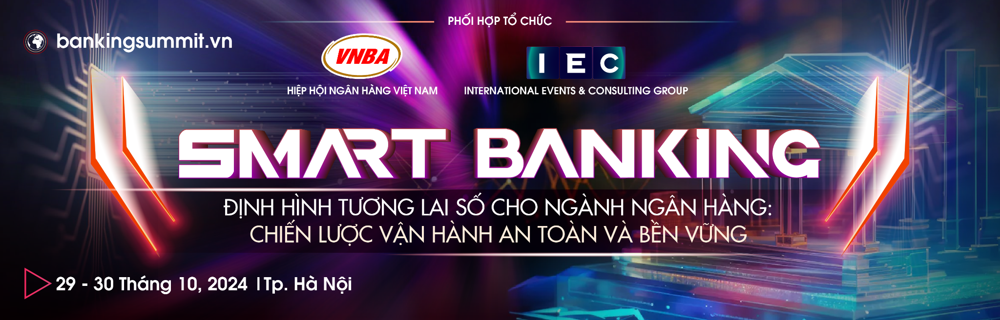 PHỐI HỢP TỔ CHỨC
bankingsummit.vn
VNBA
IEC
HIỆP HỘI NGÂN HÀNG VIỆT NAM
INTERNATIONAL EVENTS & CONSULTING GROUP
SMART BANKING
ĐỊNH HÌNH TƯƠNG LAI SỐ CHO NGÀNH NGÂN HÀNG:
CHIẾN LƯỢC VẬN HÀNH AN TOÀN VÀ BỀN VỮNG
29 - 30 Tháng 10, 2024 | Tp. Hà Nội